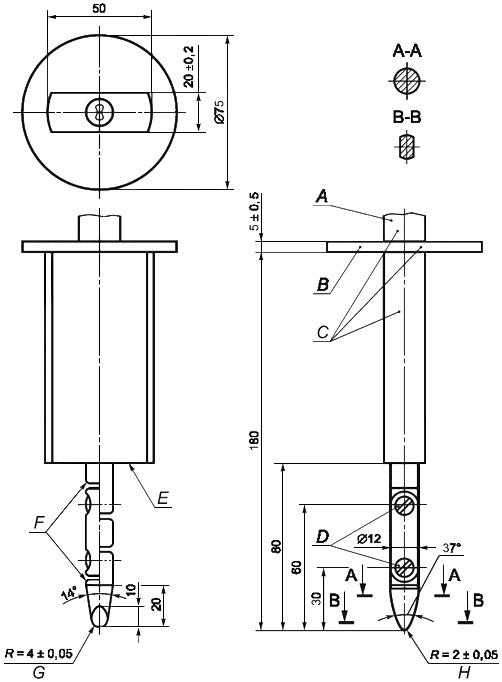 50
20 ±0,2
Ø75
A-A
B-B
5 ± 0,5
A
B
C
180
E
F
80
60
D
Ø12
37°
30
A
A
B
B
14°
10
20
R = 4 ± 0,05
G
R = 2 ± 0,05
H